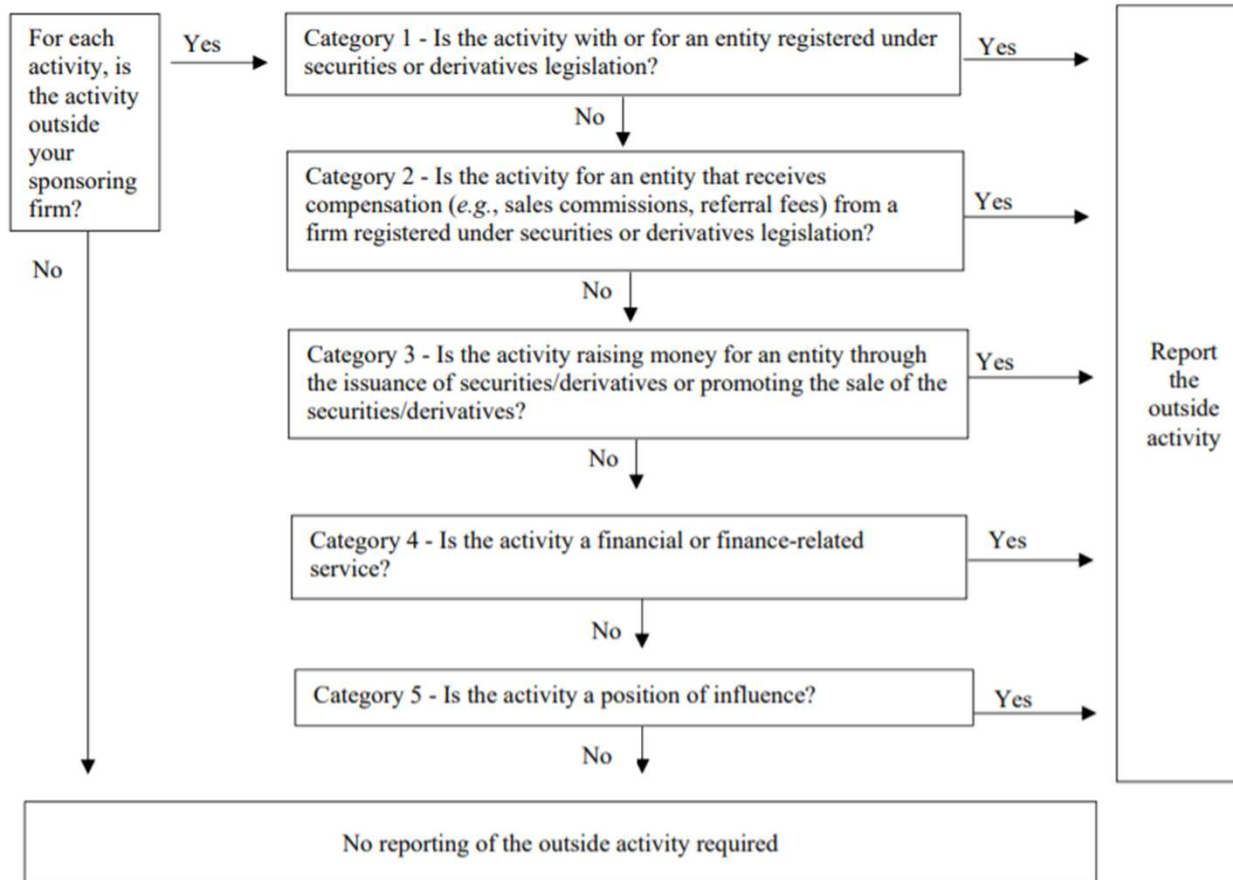 For each
activity, is
the activity
outside
your
sponsoring
firm?
Yes
No
Category 1 - Is the activity with or for an entity registered under
securities or derivatives legislation?
Yes
No
Category 2 - Is the activity for an entity that receives
compensation (e.g., sales commissions, referral fees) from a
firm registered under securities or derivatives legislation?
Yes
No
Category 3 - Is the activity raising money for an entity through
the issuance of securities/derivatives or promoting the sale of the
securities/derivatives?
Yes
No
Category 4 - Is the activity a financial or finance-related
service?
Yes
No
Category 5 - Is the activity a position of influence?
Yes
No
Report
the
outside
activity
No reporting of the outside activity required